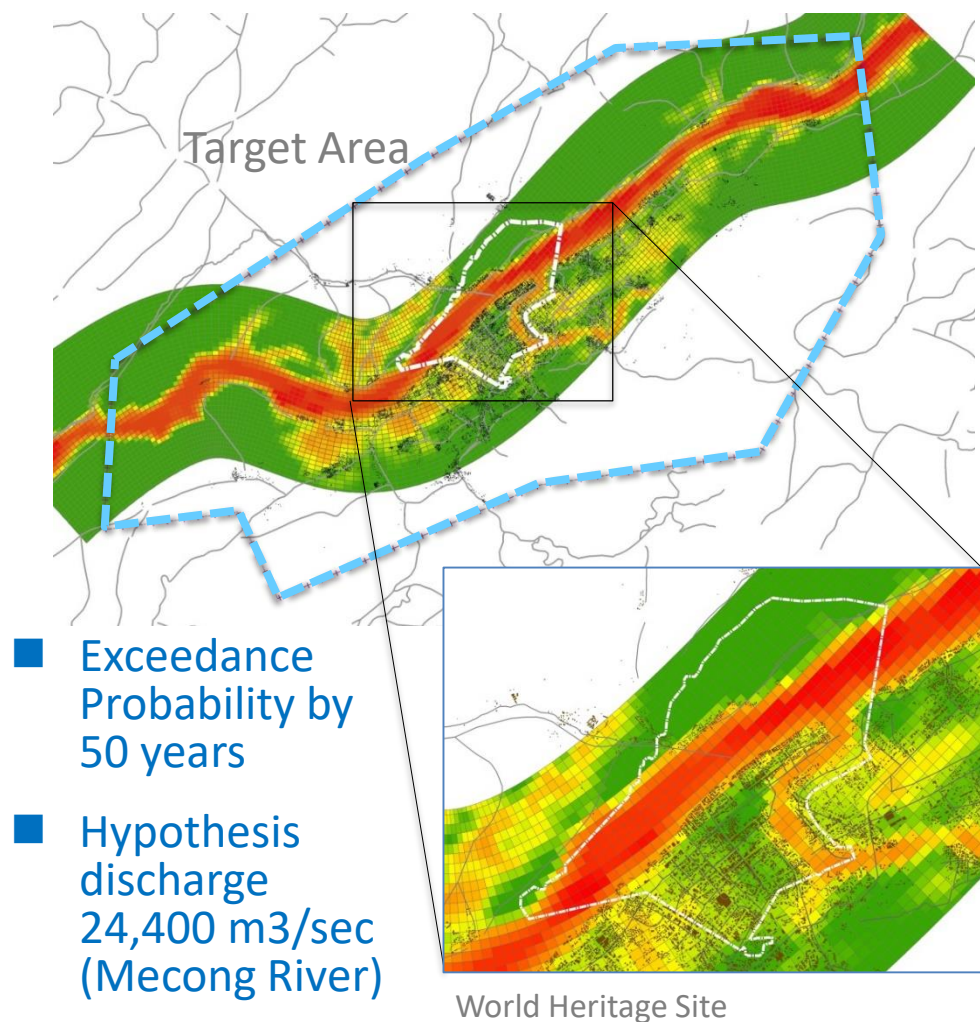 Target Area
Exceedance
Probability by
50 years
Hypothesis
discharge
24,400 m3/sec
(Mecong River)
World Heritage Site